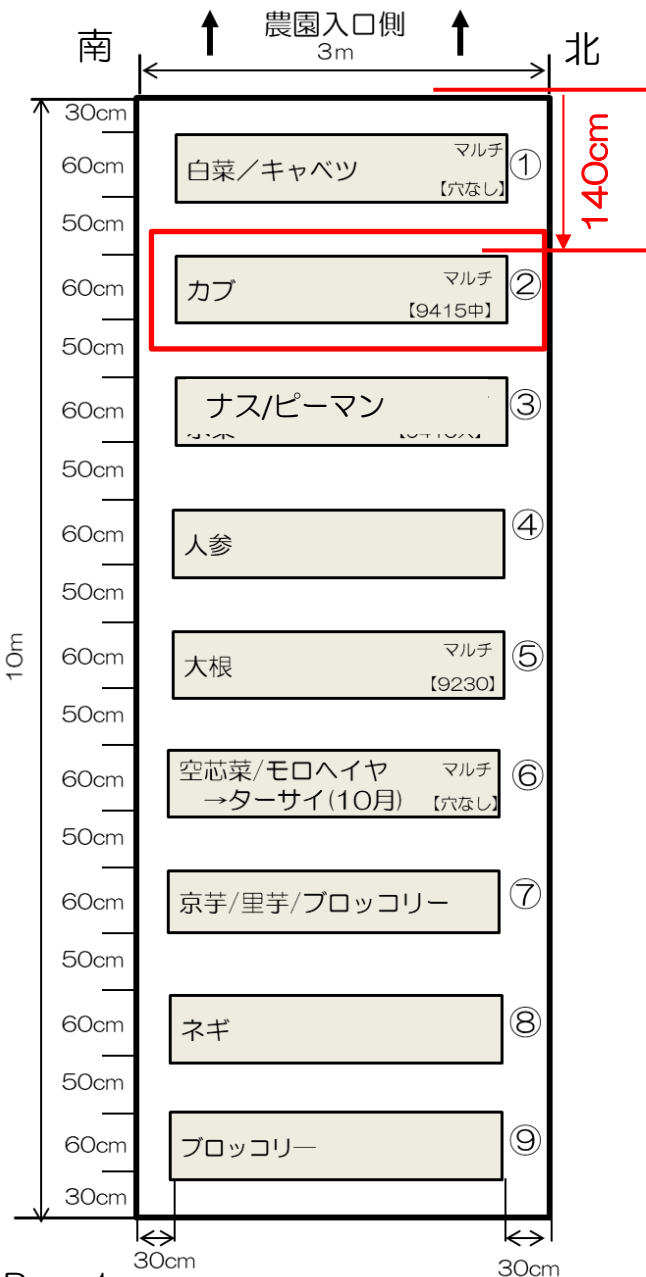 農園入口側
南
3m
北
30cm
60cm
白菜/キャベツ
マルチ
【穴なし】
①
140cm
50cm
60cm
カブ
マルチ
【9415中】
②
50cm
60cm
ナス/ピーマン
③
50cm
60cm
人参
④
50cm
10m
60cm
大根
マルチ
【9230】
⑤
50cm
60cm
空芯菜/モロヘイヤ
→ターサイ(10月)
マルチ
【穴なし】
⑥
50cm
60cm
京芋/里芋/ブロッコリー
⑦
50cm
60cm
ネギ
⑧
50cm
60cm
ブロッコリー
⑨
30cm
30cm
30cm